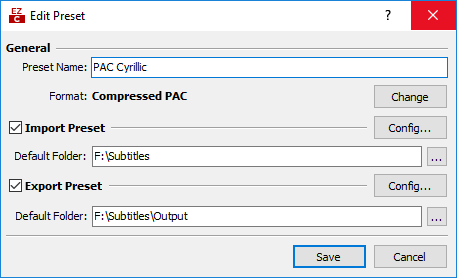 EZ
C
Edit Preset
General
Preset Name: PAC Cyrillic
Format: Compressed PAC Change
Import Preset Config...
Default Folder: F:\Subtitles ...
Export Preset Config...
Default Folder: F:\Subtitles\Output ...
Save Cancel